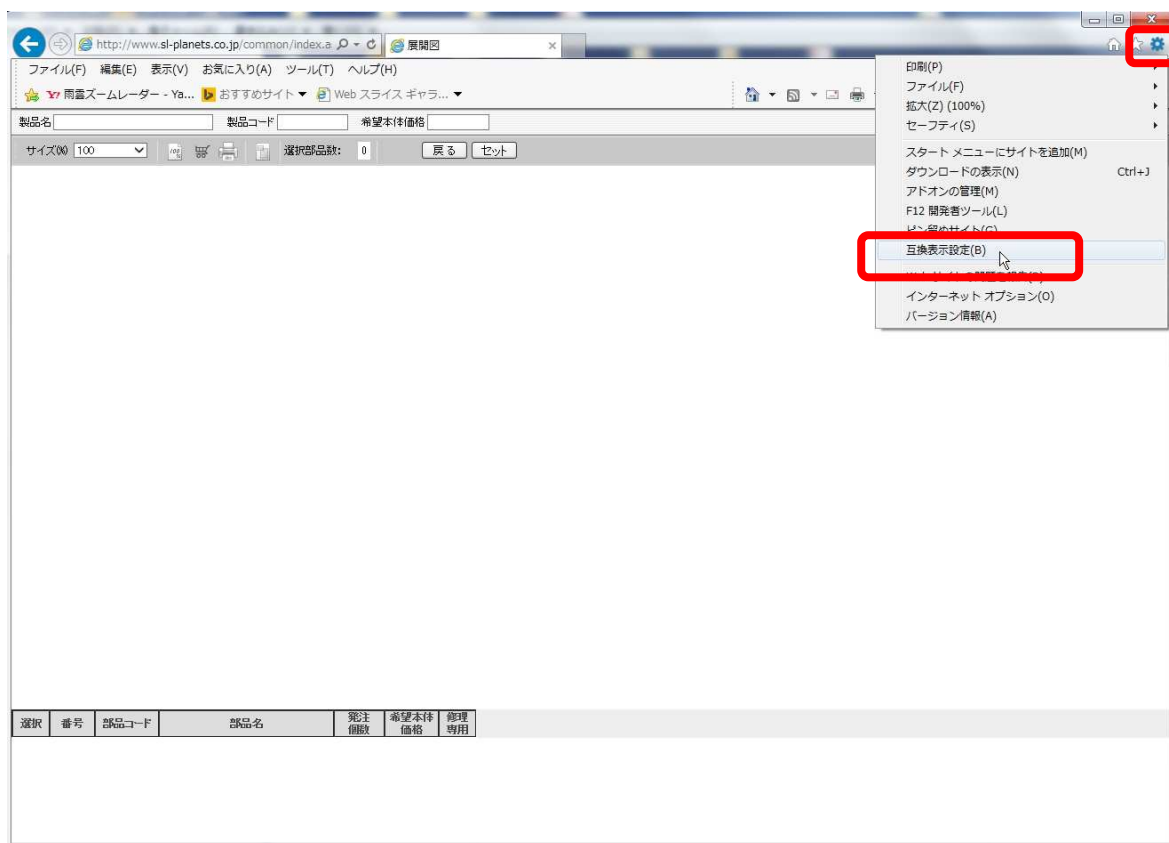 http://www.sl-planets.co.jp/common/index.a
展開図
ファイル(F) 編集(E) 表示(V) お気に入り(A) ツール(T) ヘルプ(H)
雨雲ズームレーダー - Ya... おすすめサイト ▼ Web スライス ギャラ... ▼
製品名 製品コード 希望本体価格
サイズ(%) 100 選択部品数: 0 戻る セット
印刷(P)
ファイル(F)
拡大(Z) (100%)
セーフティ(S)
スタート メニューにサイトを追加(M)
ダウンロードの表示(N) Ctrl+J
アドオンの管理(M)
F12 開発者ツール(L)
ピン留めサイト(G)
互換表示設定(B)
インターネット オプション(O)
バージョン情報(A)
選択 番号 部品コード 部品名 発注個数 希望本体価格 修理専用